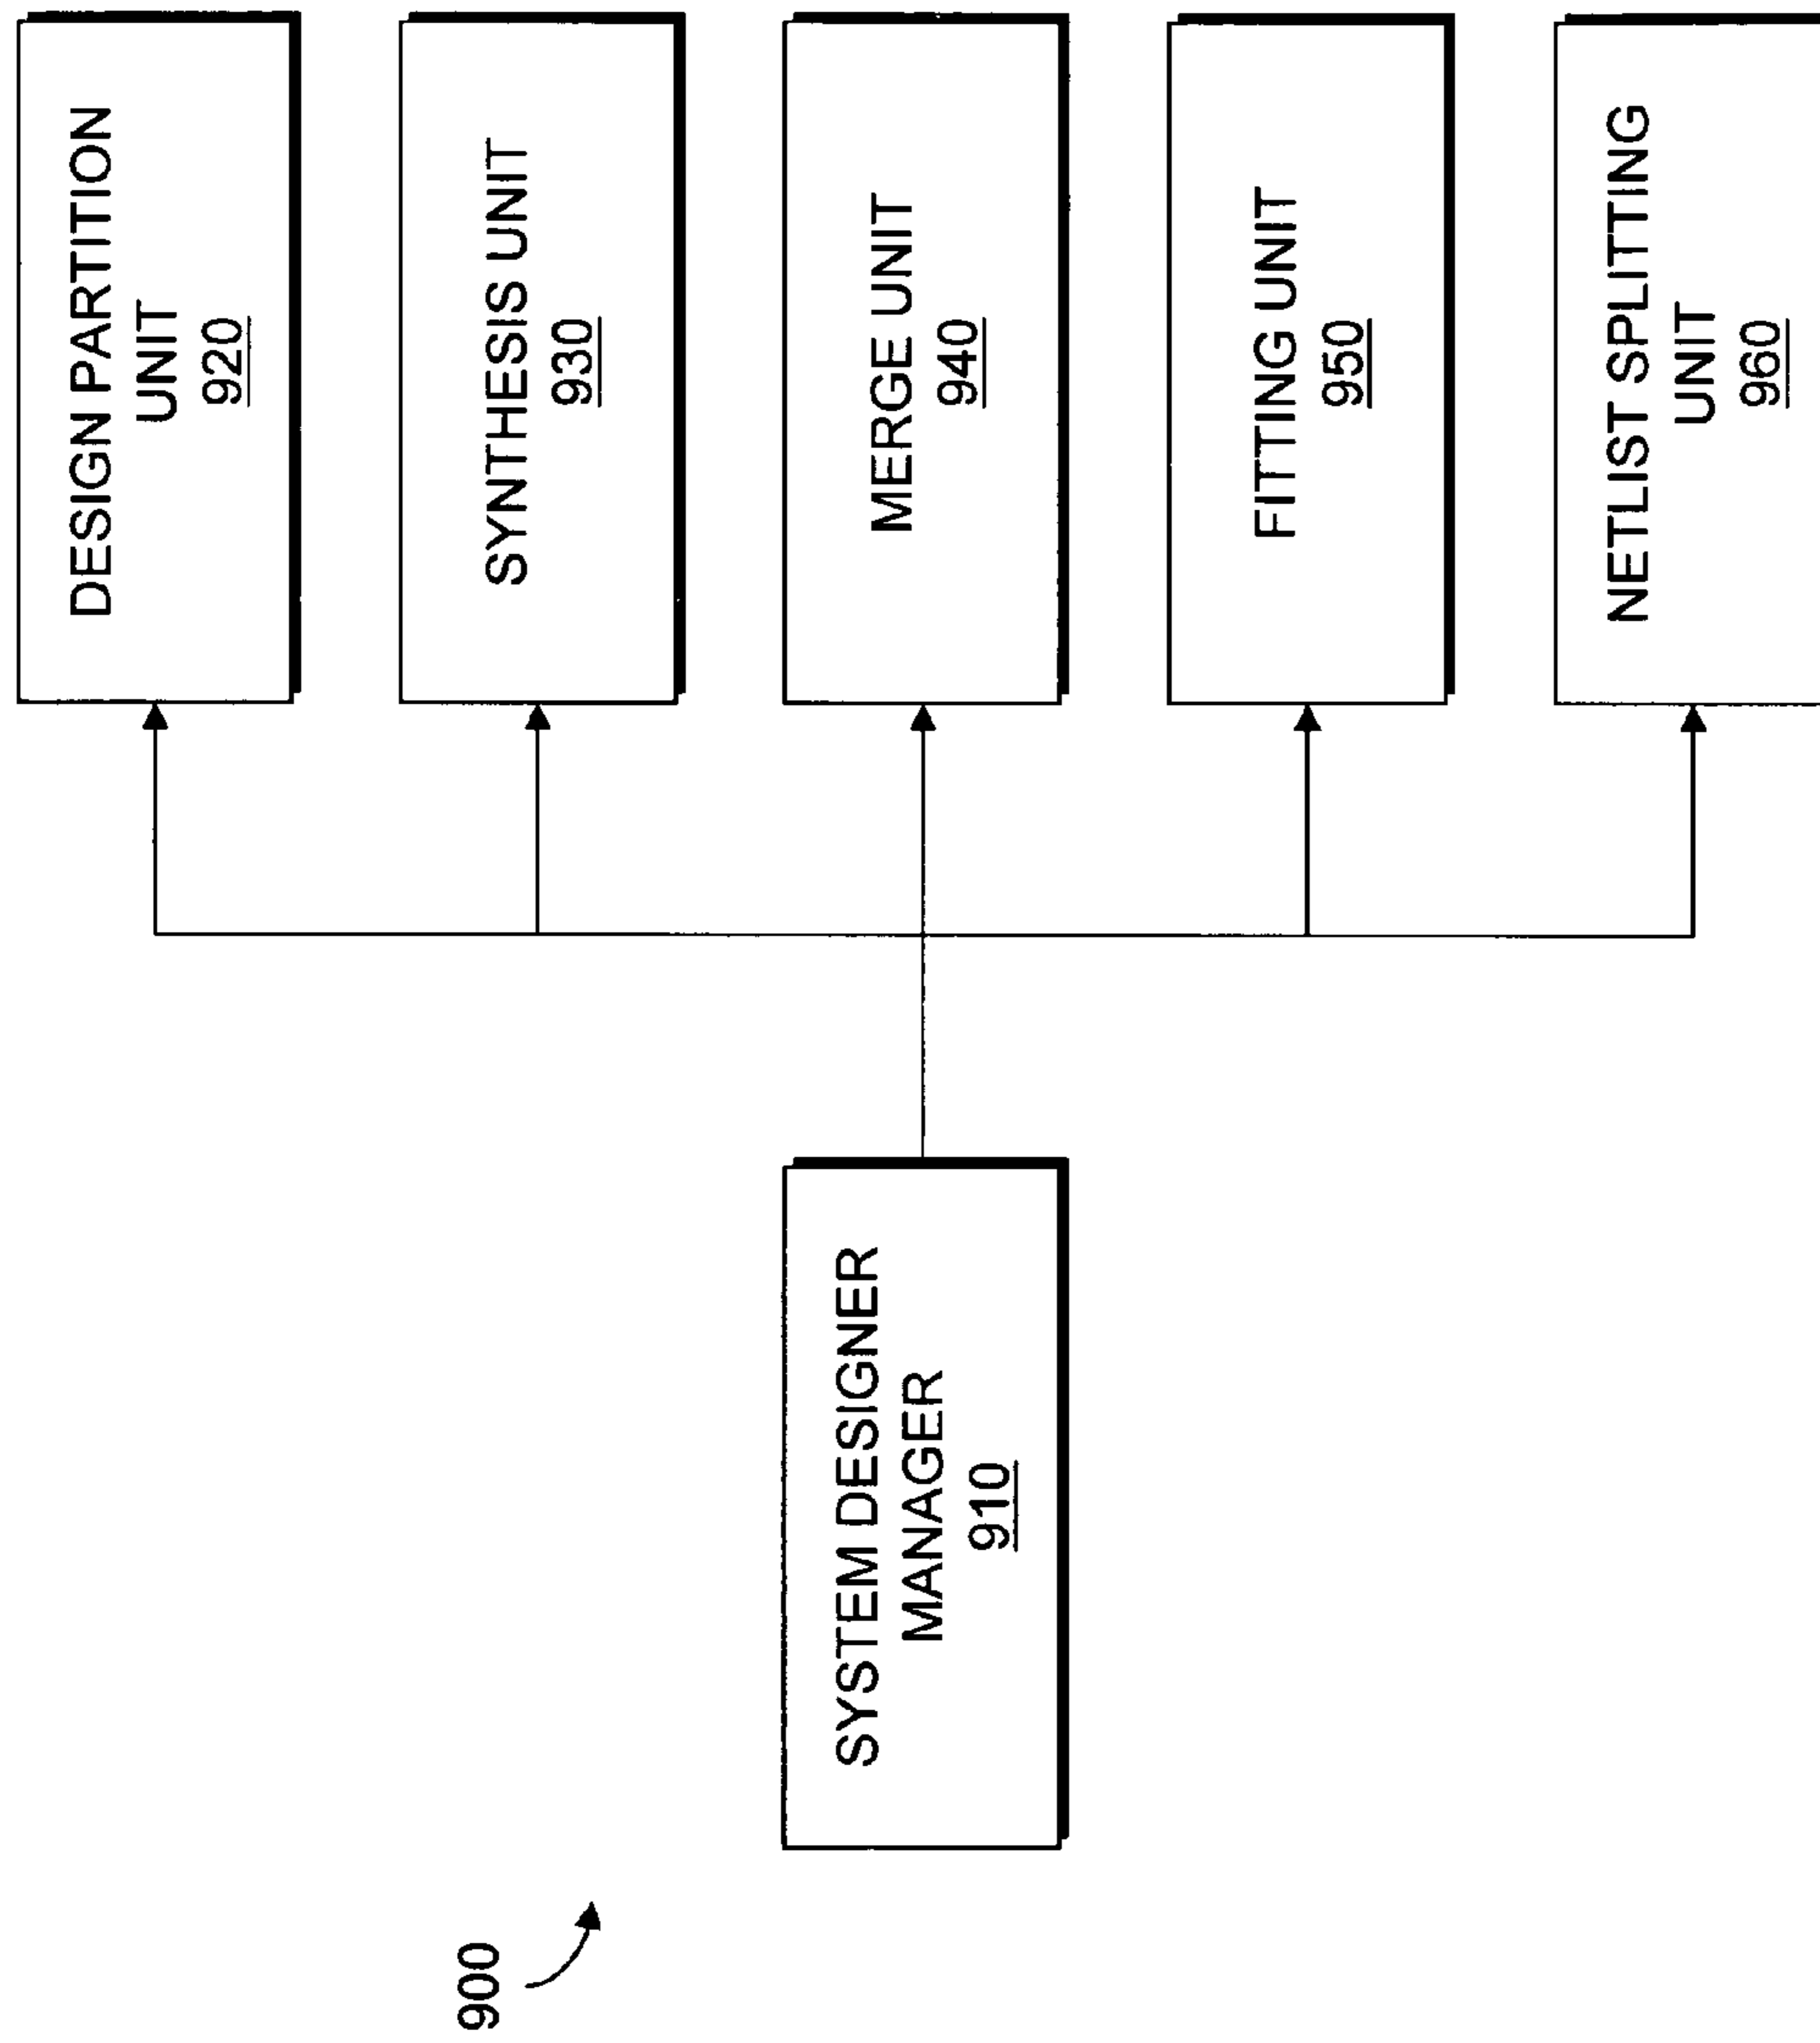 900
SYSTEM DESIGNER
MANAGER
910
DESIGN PARTITION
UNIT
920
SYNTHESIS UNIT
930
MERGE UNIT
940
FITTING UNIT
950
NETLIST SPLITTING
UNIT
960